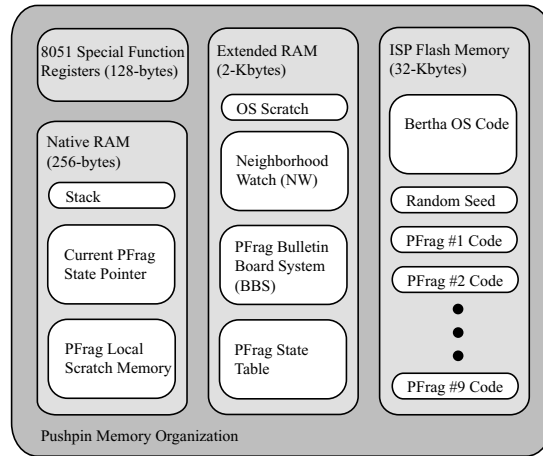 8051 Special Function
Registers (128-bytes)
Native RAM
(256-bytes)
Stack
Current PFrag
State Pointer
PFrag Local
Scratch Memory
Extended RAM
(2-Kbytes)
OS Scratch
Neighborhood
Watch (NW)
PFrag Bulletin
Board System
(BBS)
PFrag State
Table
ISP Flash Memory
(32-Kbytes)
Bertha OS Code
Random Seed
PFrag #1 Code
PFrag #2 Code
PFrag #9 Code
Pushpin Memory Organization